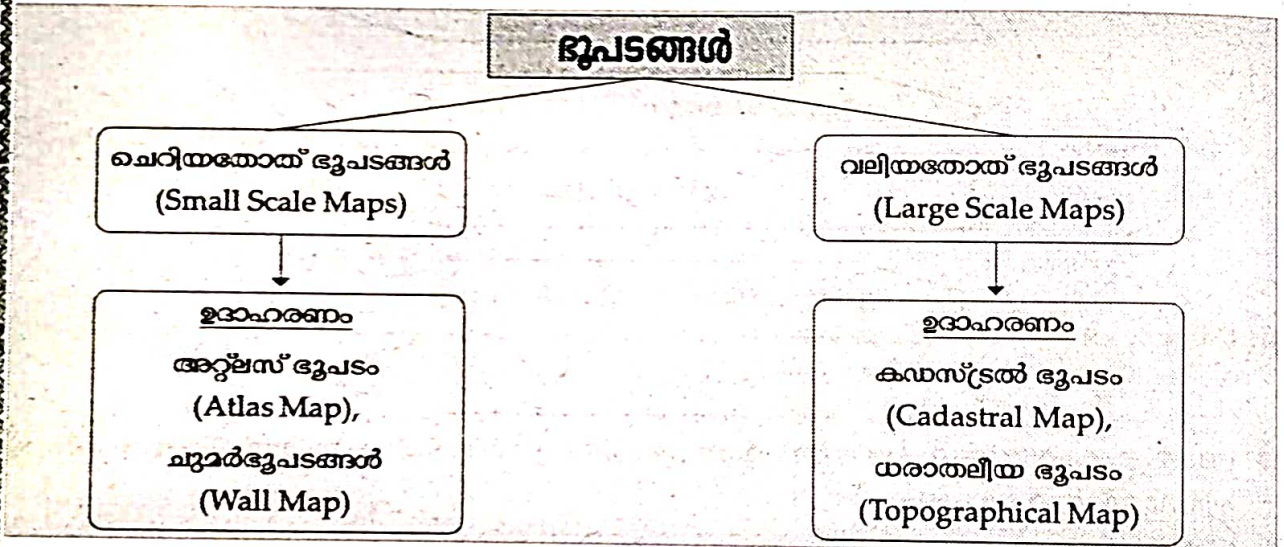 ഭൂപടങ്ങൾ
ചെറിയതോത് ഭൂപടങ്ങൾ
(Small Scale Maps)
ഉദാഹരണം
അറ്റ്ലസ് ഭൂപടം
(Atlas Map),
ചുമർഭൂപടങ്ങൾ
(Wall Map)
വലിയതോത് ഭൂപടങ്ങൾ
(Large Scale Maps)
ഉദാഹരണം
കഡസ്ട്രൽ ഭൂപടം
(Cadastral Map),
ധരാതലീയ ഭൂപടം
(Topographical Map)